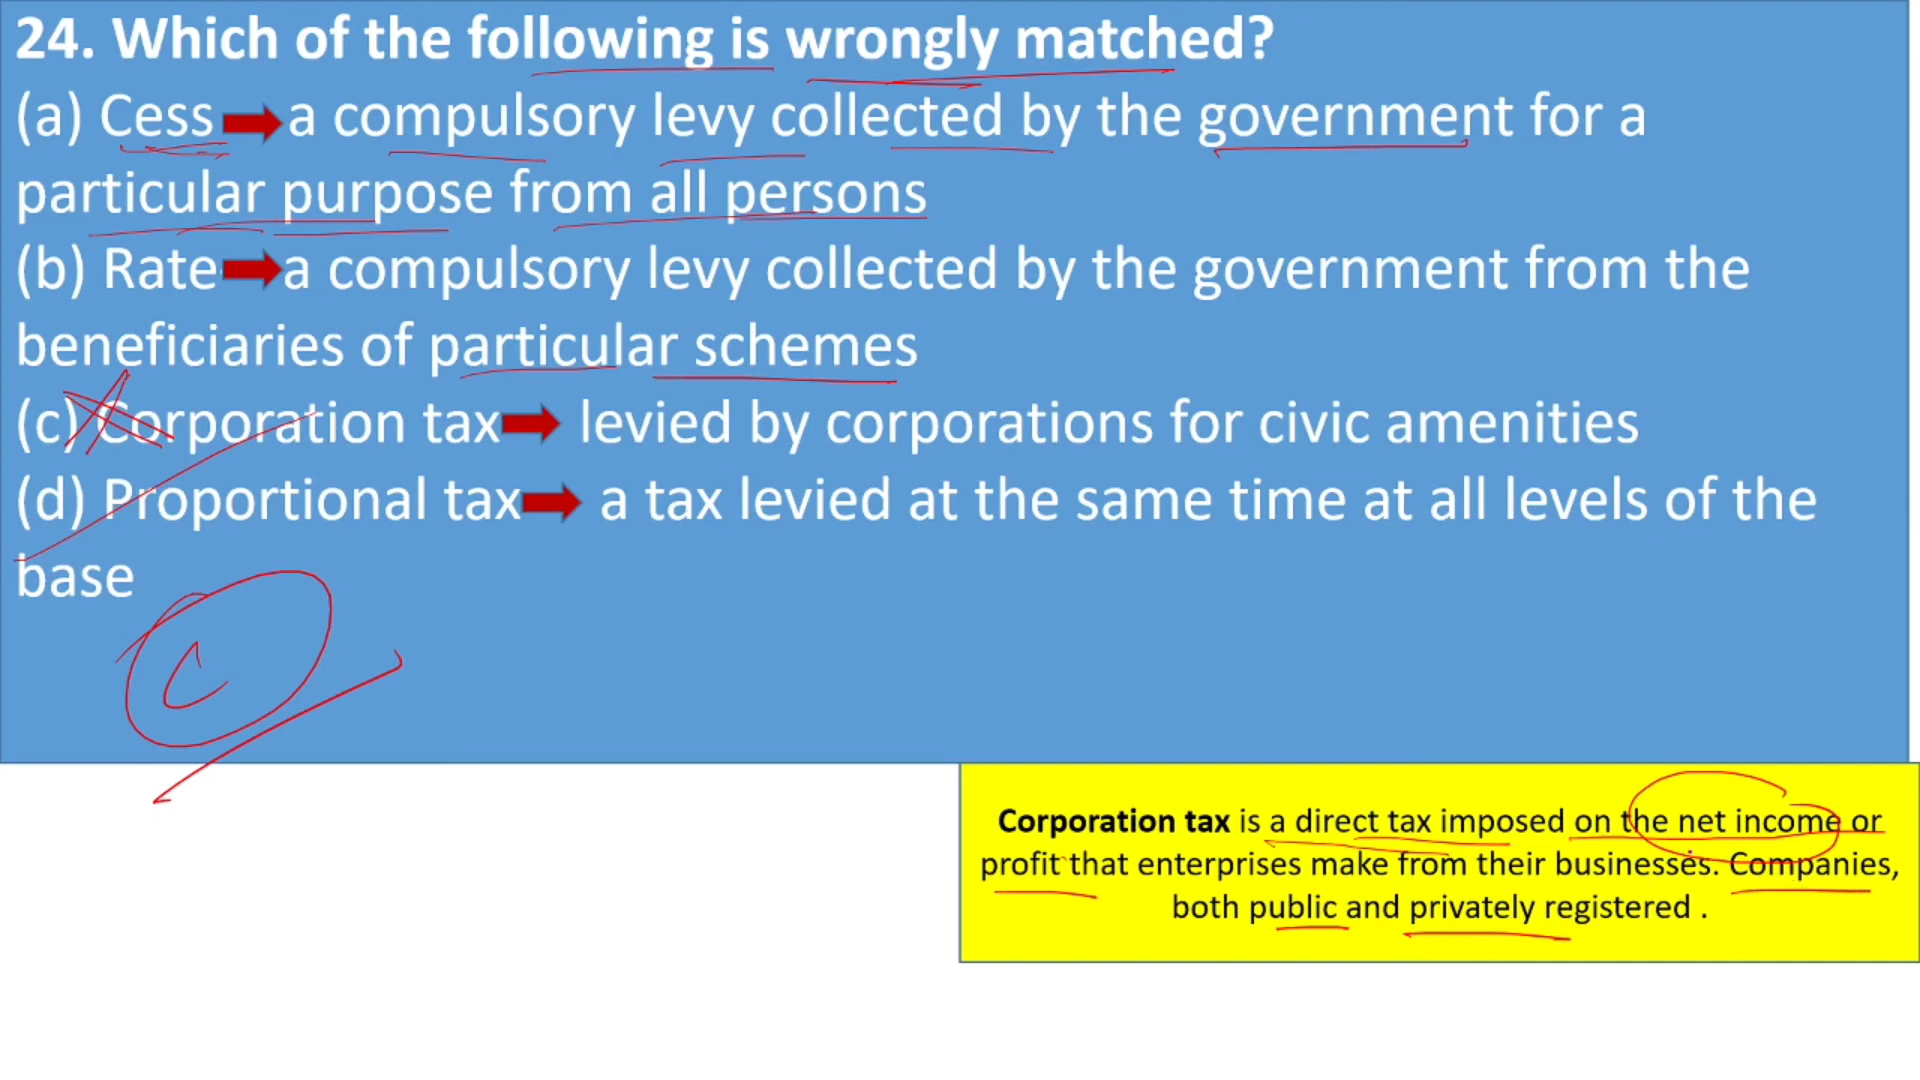 24. Which of the following is wrongly matched?
(a) Cess a compulsory levy collected by the government for a
particular purpose from all persons
(b) Rate a compulsory levy collected by the government from the
beneficiaries of particular schemes
(c) Corporation tax levied by corporations for civic amenities
(d) Proportional tax a tax levied at the same time at all levels of the
base
C
Corporation tax is a direct tax imposed on the net income or
profit that enterprises make from their businesses. Companies,
both public and privately registered .